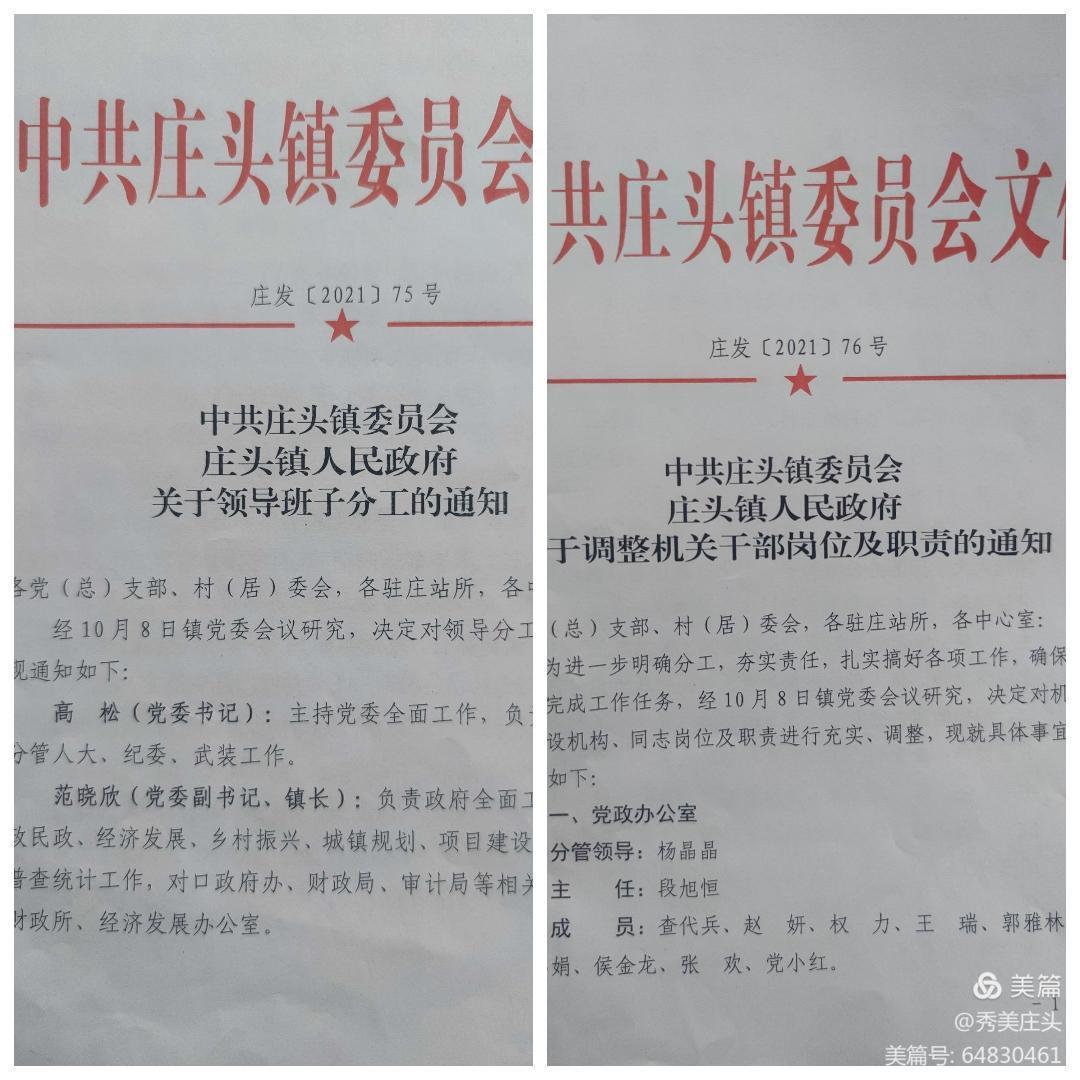 中共庄头镇委员会
庄发〔2021〕75 号
中共庄头镇委员会
庄头镇人民政府
关于领导班子分工的通知
各党（总）支部、村（居）委会，各驻庄站所，各中
经 10 月 8 日镇党委会议研究，决定对领导分工
现通知如下：
高　松（党委书记）：主持党委全面工作，负责
分管人大、纪委、武装工作。
范晓欣（党委副书记、镇长）：负责政府全面工
政民政、经济发展、乡村振兴、城镇规划、项目建设
普查统计工作，对口政府办、财政局、审计局等相关
财政所、经济发展办公室。
共庄头镇委员会文件
庄发〔2021〕76 号
中共庄头镇委员会
庄头镇人民政府
于调整机关干部岗位及职责的通知
（总）支部、村（居）委会，各驻庄站所，各中心室：
为进一步明确分工，夯实责任，扎实搞好各项工作，确保
完成工作任务，经 10 月 8 日镇党委会议研究，决定对机
设机构、同志岗位及职责进行充实、调整，现就具体事宜
如下：
一、党政办公室
分管领导：杨晶晶
主　　任：段旭恒
成　　员：查代兵、赵　妍、权　力、王　瑞、郭雅林
娟、侯金龙、张　欢、党小红。
- 1
美篇
@秀美庄头
美篇号: 64830461